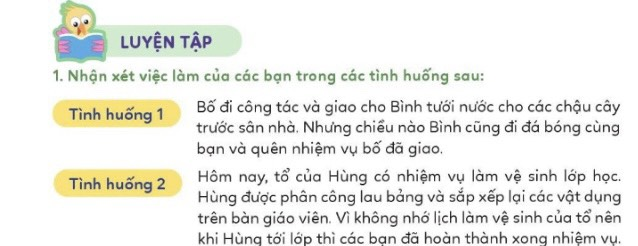 LUYỆN TẬP
1. Nhận xét việc làm của các bạn trong các tình huống sau:
Tình huống 1
Bố đi công tác và giao cho Bình tưới nước cho các chậu cây
trước sân nhà. Nhưng chiều nào Bình cũng đi đá bóng cùng
bạn và quên nhiệm vụ bố đã giao.
Tình huống 2
Hôm nay, tổ của Hùng có nhiệm vụ làm vệ sinh lớp học.
Hùng được phân công lau bảng và sắp xếp lại các vật dụng
trên bàn giáo viên. Vì không nhớ lịch làm vệ sinh của tổ nên
khi Hùng tới lớp thì các bạn đã hoàn thành xong nhiệm vụ.